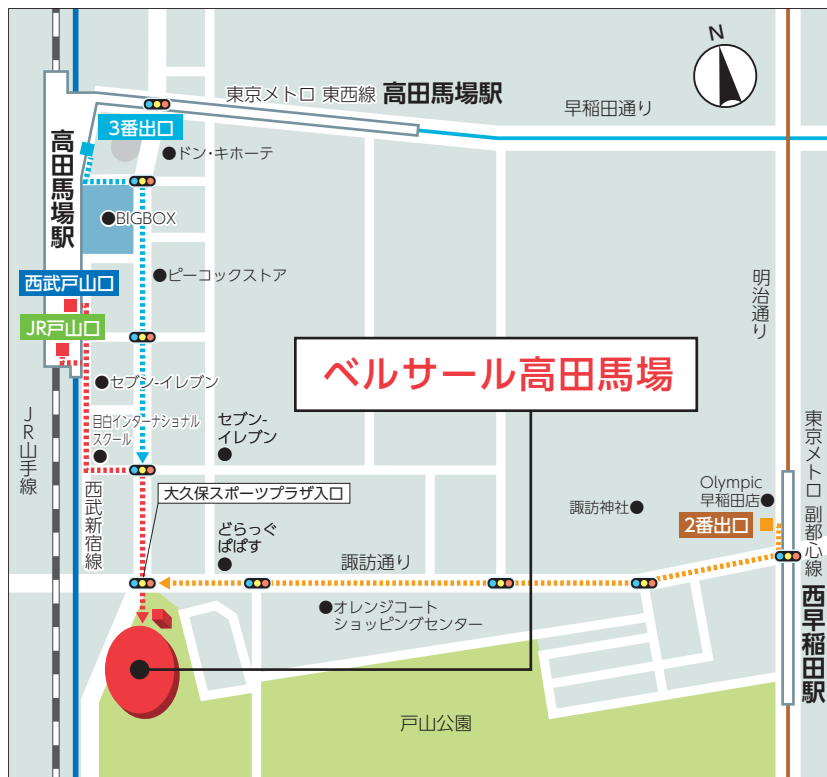 N
東京メトロ 東西線 高田馬場駅
早稲田通り
3番出口
ドン・キホーテ
高田馬場駅
BIGBOX
西武戸山口
ピーコックストア
明治通り
JR戸山口
ベルサール高田馬場
セブン-イレブン
JR山手線
目白インターナショナル
スクール
セブン-
イレブン
東京メトロ 副都心線 西早稲田駅
西武新宿線
大久保スポーツプラザ入口
Olympic
早稲田店
諏訪神社
2番出口
どらっぐ
ぱぱす
諏訪通り
オレンジコート
ショッピングセンター
戸山公園